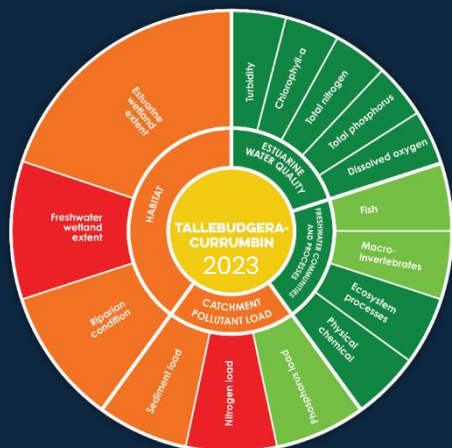 Turbidity
Chlorophyll-a
Total nitrogen
Total phosphorus
Dissolved oxygen
ESTUARINE
WATER QUALITY
Fish
Macro-
invertebrates
Ecosystem
processes
Physical
chemical
FRESHWATER COMMUNITIES
AND PROCESSES
Phosphorus load
Nitrogen load
Sediment load
CATCHMENT
POLLUTANT LOAD
Riparian
condition
Freshwater
wetland
extent
Estuarine
wetland
extent
HABITAT
TALLEBUDGERA-
CURRUMBIN
2023